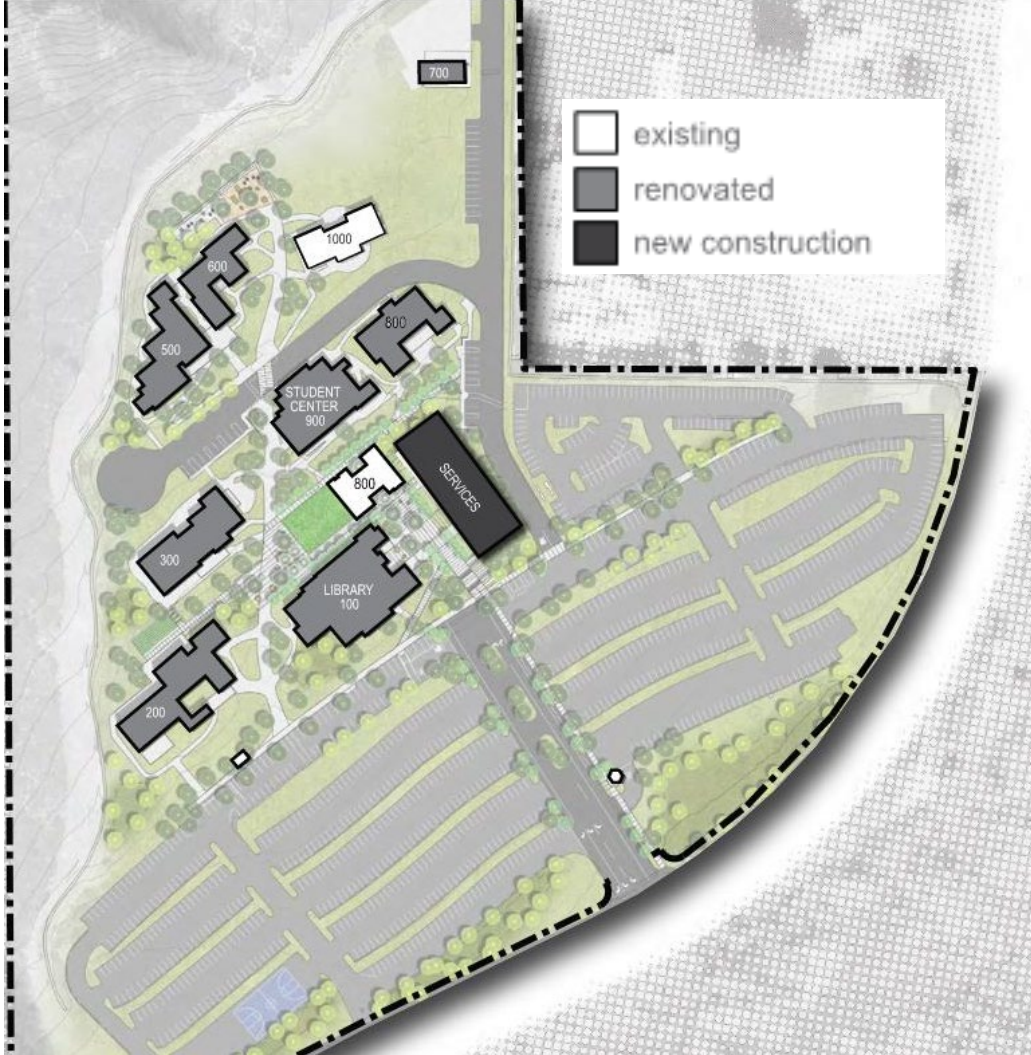 700
existing
renovated
new construction
1000
600
500
800
STUDENT
CENTER
900
SERVICES
800
300
LIBRARY
100
200